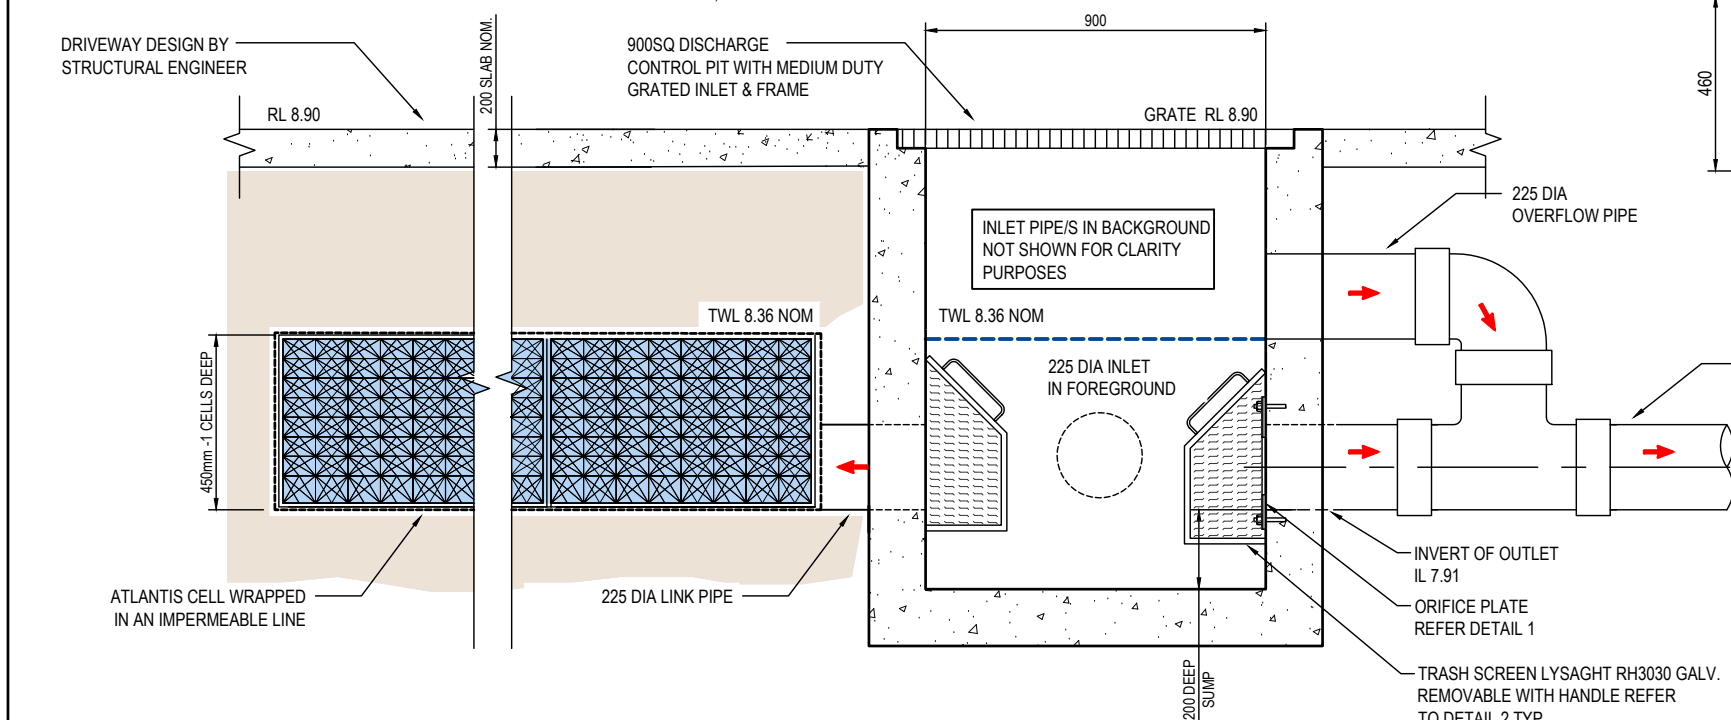 DRIVEWAY DESIGN BY
STRUCTURAL ENGINEER
RL 8.90
200 SLAB NOM.
900SQ DISCHARGE
CONTROL PIT WITH MEDIUM DUTY
GRATED INLET & FRAME
900
GRATE RL 8.90
460
225 DIA
OVERFLOW PIPE
INLET PIPE/S IN BACKGROUND
NOT SHOWN FOR CLARITY
PURPOSES
TWL 8.36 NOM
TWL 8.36 NOM
450mm -1 CELLS DEEP
225 DIA INLET
IN FOREGROUND
ATLANTIS CELL WRAPPED
IN AN IMPERMEABLE LINE
225 DIA LINK PIPE
INVERT OF OUTLET
IL 7.91
ORIFICE PLATE
REFER DETAIL 1
200 DEEP
SUMP
TRASH SCREEN LYSAGHT RH3030 GALV.
REMOVABLE WITH HANDLE REFER
TO DETAIL 2 TYP